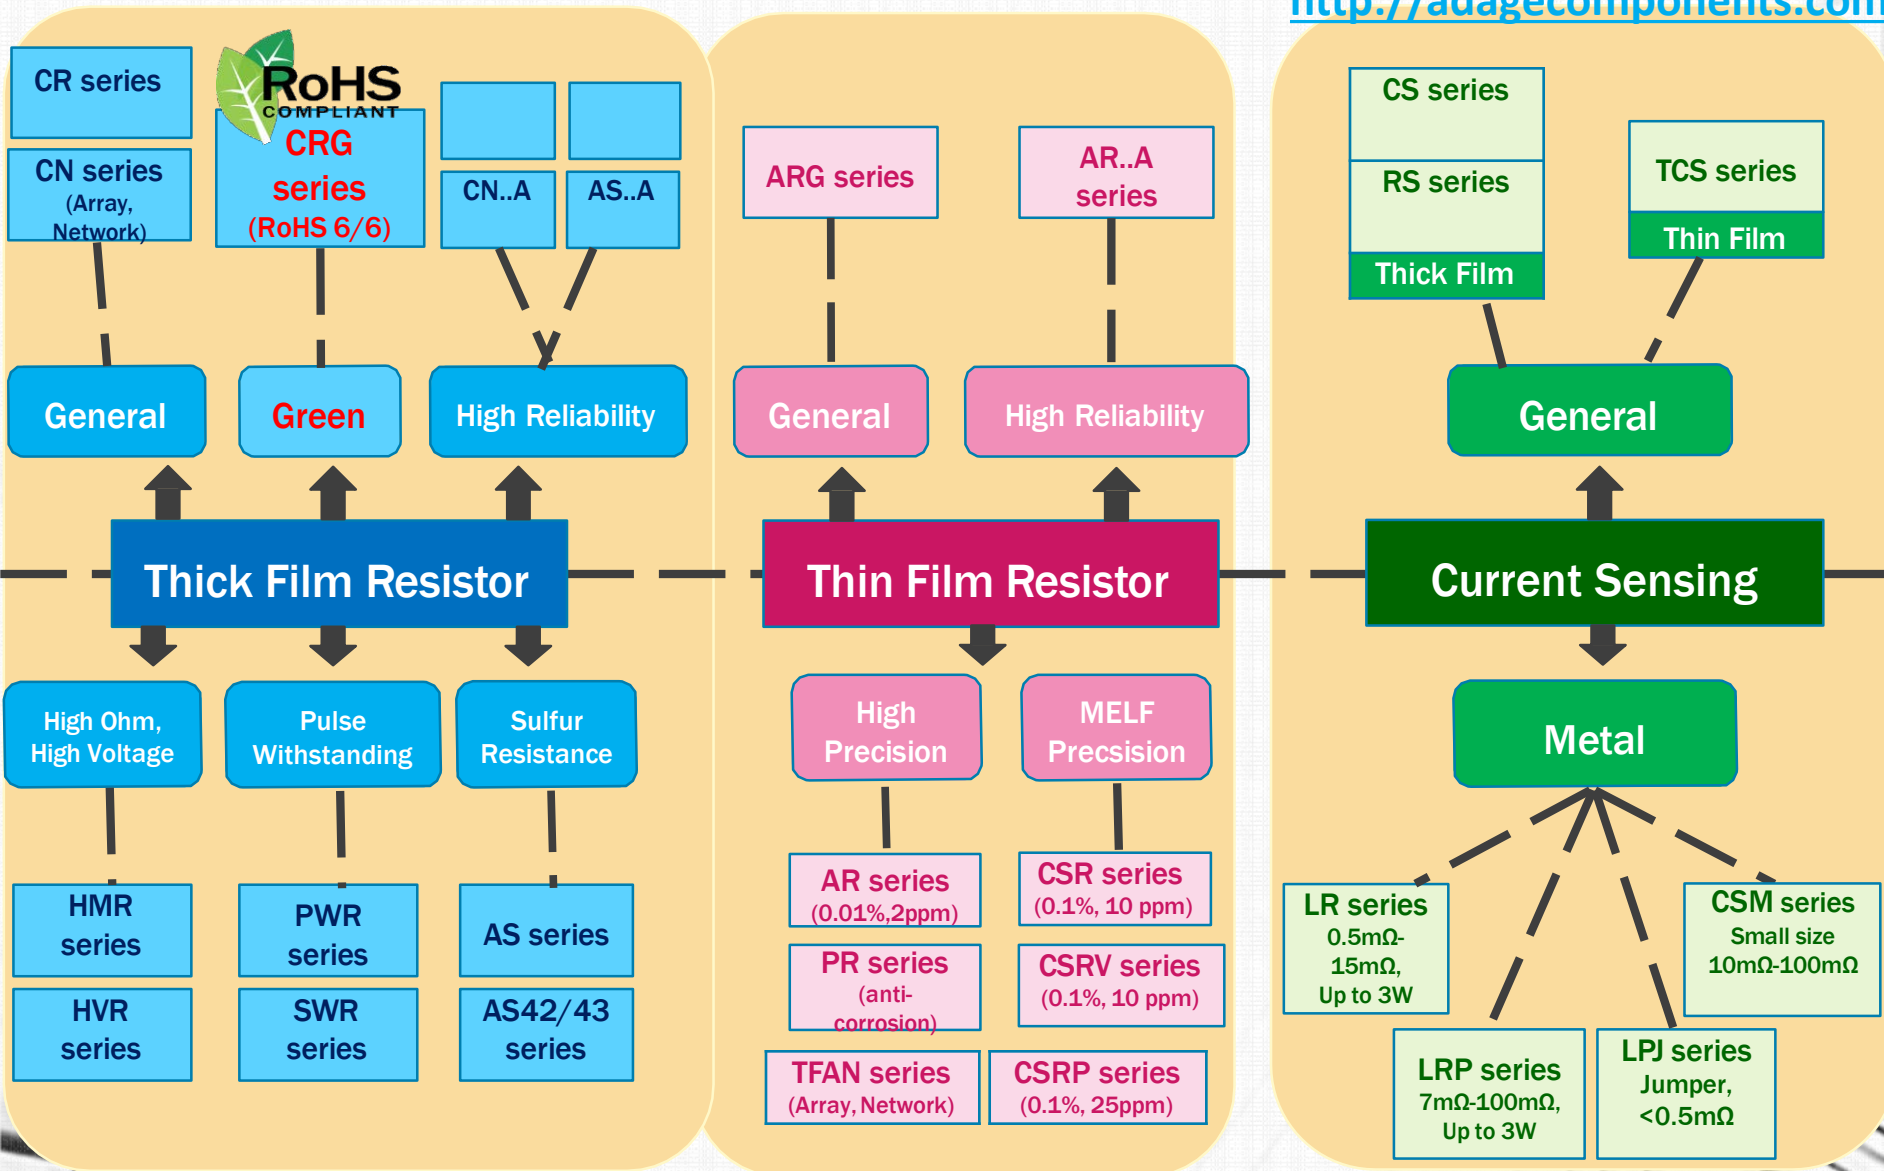 http://adagecomponents.com
CR series
CN series
(Array,
Network)
RoHS
COMPLIANT
CRG
series
(RoHS 6/6)
CN..A
AS..A
General
Green
High Reliability
Thick Film Resistor
High Ohm,
High Voltage
Pulse
Withstanding
Sulfur
Resistance
HMR
series
HVR
series
PWR
series
SWR
series
AS series
AS42/43
series
ARG series
AR..A
series
General
High Reliability
Thin Film Resistor
High
Precision
MELF
Precsision
AR series
(0.01%,2ppm)
PR series
(anti-
corrosion)
TFAN series
(Array, Network)
CSR series
(0.1%, 10 ppm)
CSRV series
(0.1%, 10 ppm)
CSRP series
(0.1%, 25ppm)
CS series
RS series
Thick Film
TCS series
Thin Film
General
Current Sensing
Metal
LR series
0.5mΩ-
15mΩ,
Up to 3W
LRP series
7mΩ-100mΩ,
Up to 3W
LPJ series
Jumper,
<0.5mΩ
CSM series
Small size
10mΩ-100mΩ